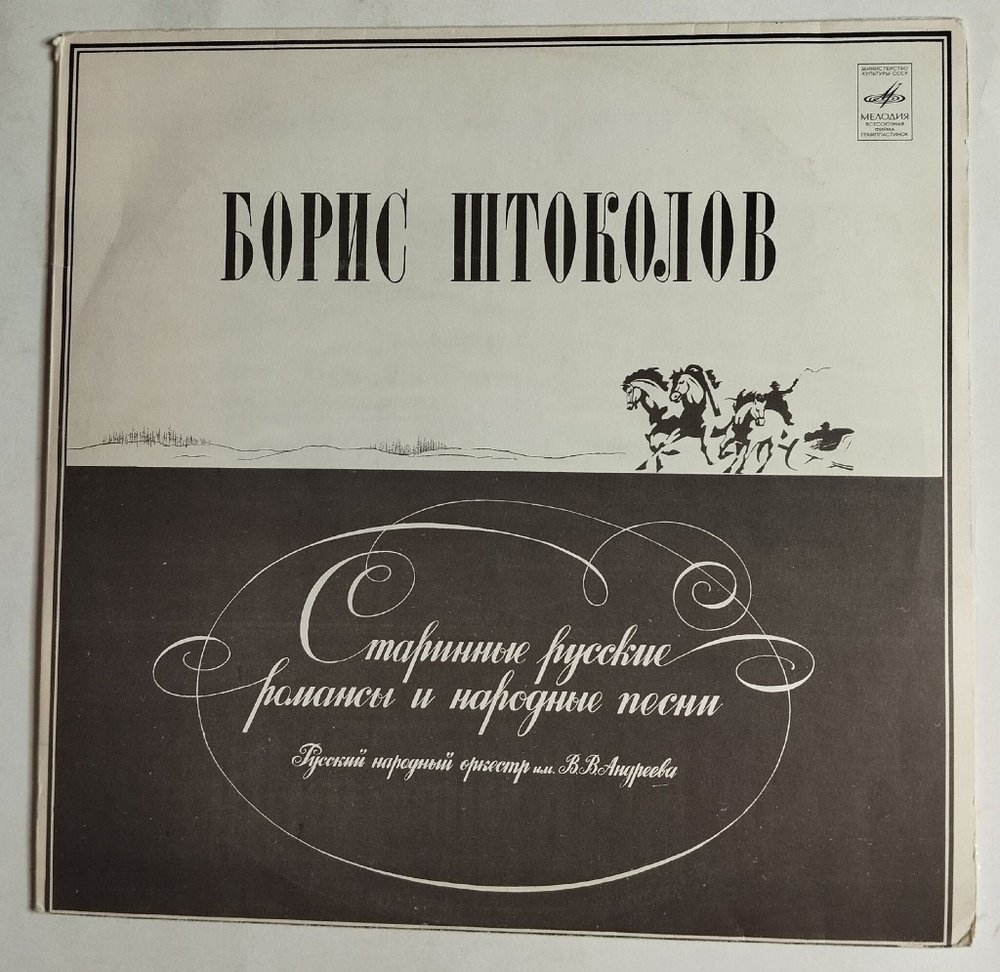 МИНИСТЕРСТВО
КУЛЬТУРЫ СССР
МЕЛОДИЯ
ВСЕСОЮЗНАЯ
ФИРМА
ГРАМПЛАСТИНОК
БОРИС ШТОКОЛОВ
Старинные русские
романсы и народные песни
Русский народный оркестр им. В.В.Андреева